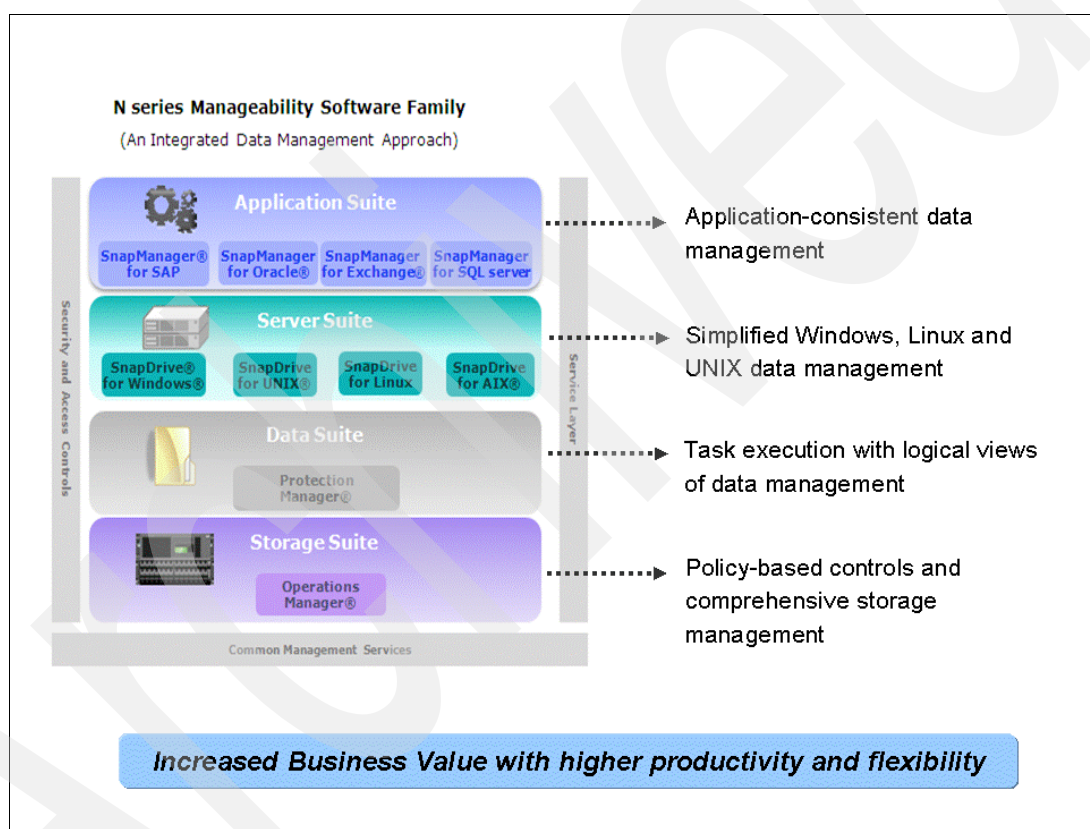 N series Manageability Software Family
(An Integrated Data Management Approach)
Security and Access Controls
Application Suite
SnapManager®
for SAP
SnapManager
for Oracle®
SnapManager
for Exchange®
SnapManager
for SQL server
Server Suite
SnapDrive®
for Windows®
SnapDrive
for UNIX®
SnapDrive
for Linux
SnapDrive
for AIX®
Data Suite
Protection
Manager®
Storage Suite
Operations
Manager®
Service Layer
Common Management Services
Application-consistent data
management
Simplified Windows, Linux and
UNIX data management
Task execution with logical views
of data management
Policy-based controls and
comprehensive storage
management
Increased Business Value with higher productivity and flexibility
Archived